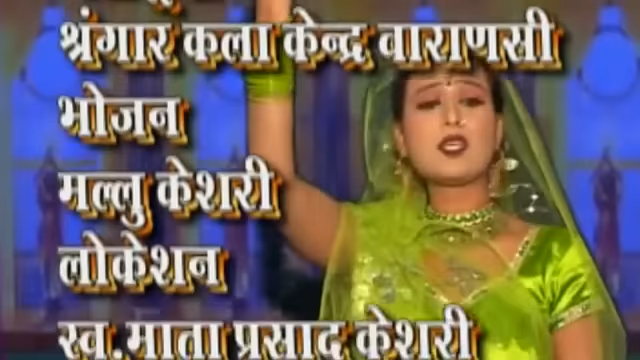 श्रंगार कला केन्द्र वाराणसी
भोजन
मल्लु केशरी
लोकेशन
स्व.माता प्रसाद केशरी